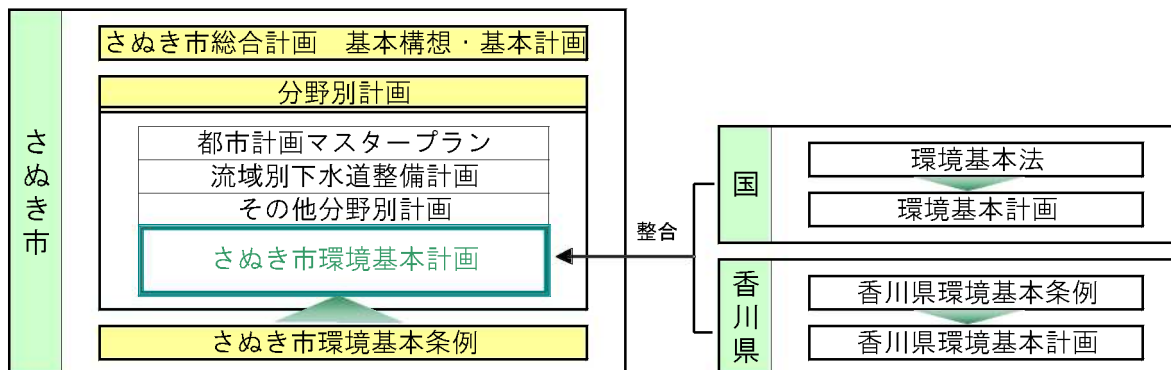 さぬき市
さぬき市総合計画　基本構想・基本計画
分野別計画
都市計画マスタープラン
流域別下水道整備計画
その他分野別計画
さぬき市環境基本計画
さぬき市環境基本条例
整合
国
環境基本法
環境基本計画
香川県
香川県環境基本条例
香川県環境基本計画